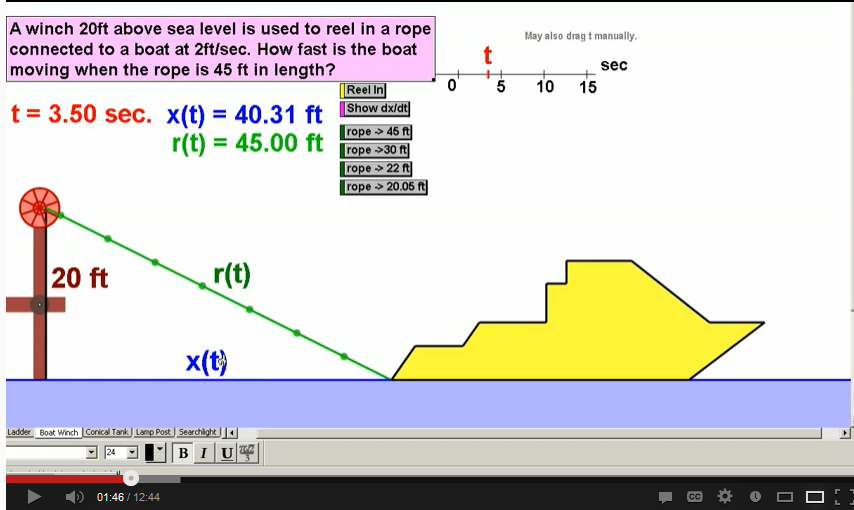 A winch 20ft above sea level is used to reel in a rope
connected to a boat at 2ft/sec. How fast is the boat
moving when the rope is 45 ft in length?
May also drag t manually.
t
sec
0 5 10 15
Reel In
Show dx/dt
rope -> 45 ft
rope ->30 ft
rope -> 22 ft
rope -> 20.05 ft
t = 3.50 sec. x(t) = 40.31 ft
r(t) = 45.00 ft
20 ft
r(t)
x(t)
Ladder Boat Winch Conical Tank Lamp Post Searchlight
24 B I U
01:46 / 12:44
CC